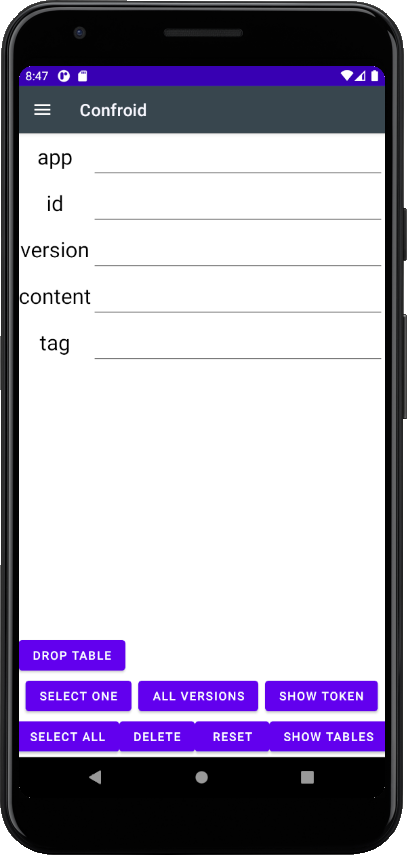 8:47
Confroid
app
id
version
content
tag
DROP TABLE
SELECT ONE ALL VERSIONS SHOW TOKEN
SELECT ALL DELETE RESET SHOW TABLES